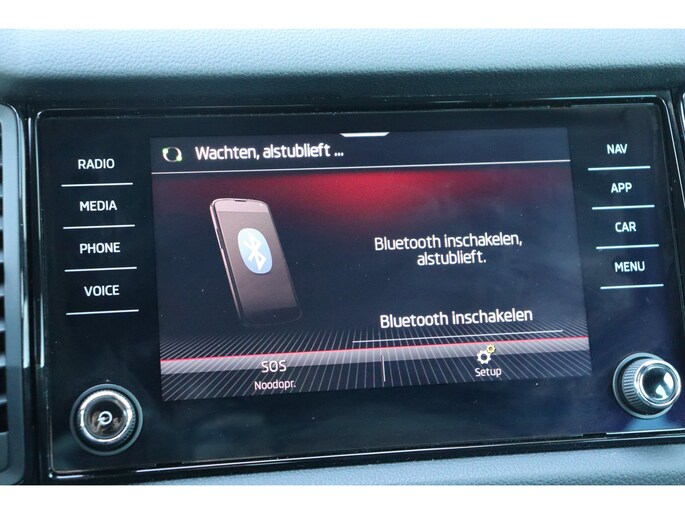 Wachten, alstublieft ...
RADIO
MEDIA
PHONE
VOICE
Bluetooth inschakelen,
alstublieft.
Bluetooth inschakelen
SOS
Noodopr.
Setup
NAV
APP
CAR
MENU